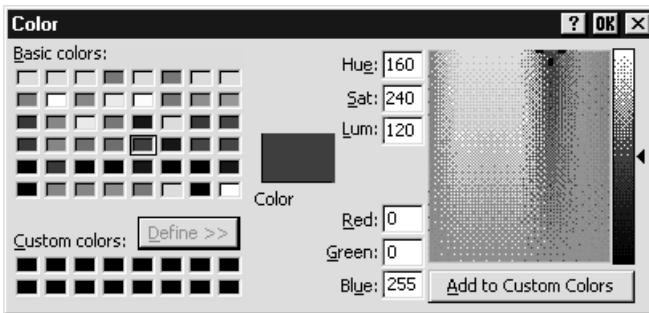 Color ? OK ×
Basic colors:
Hue: 160
Sat: 240
Lum: 120
Color
Red: 0
Green: 0
Blue: 255
Define >>
Custom colors:
Add to Custom Colors